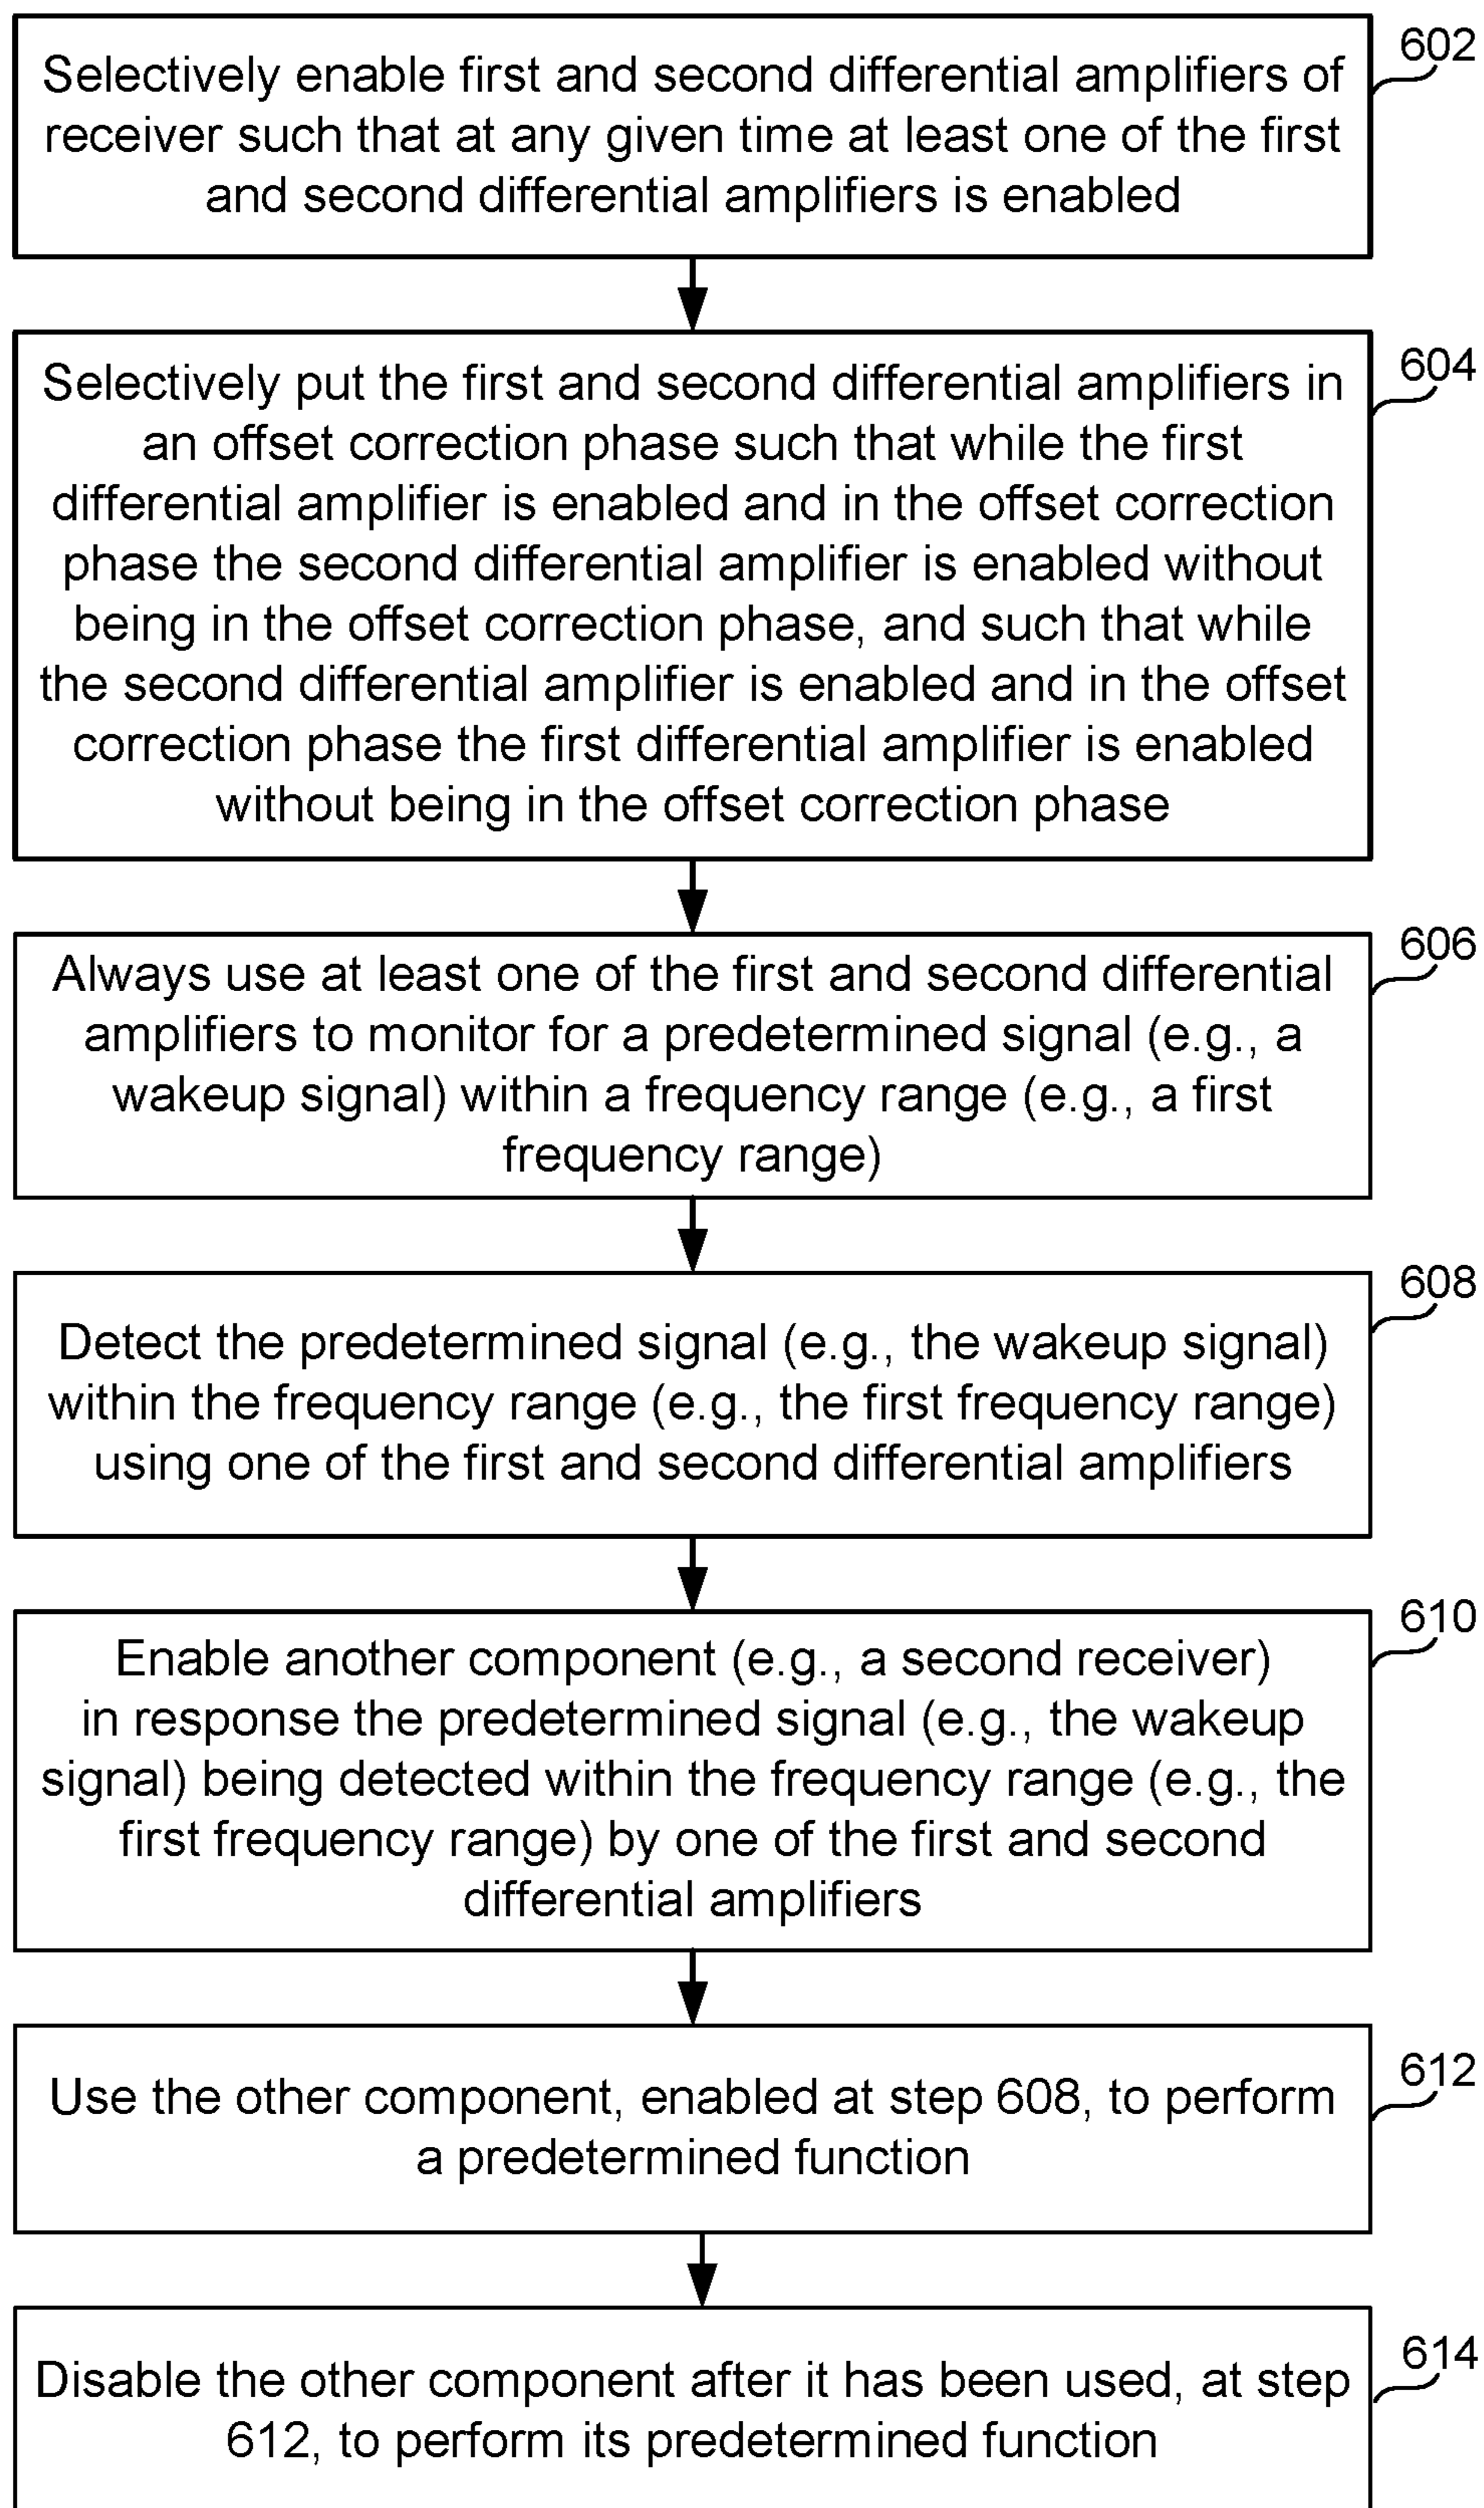 602
Selectively enable first and second differential amplifiers of
receiver such that at any given time at least one of the first
and second differential amplifiers is enabled
604
Selectively put the first and second differential amplifiers in
an offset correction phase such that while the first
differential amplifier is enabled and in the offset correction
phase the second differential amplifier is enabled without
being in the offset correction phase, and such that while
the second differential amplifier is enabled and in the offset
correction phase the first differential amplifier is enabled
without being in the offset correction phase
606
Always use at least one of the first and second differential
amplifiers to monitor for a predetermined signal (e.g., a
wakeup signal) within a frequency range (e.g., a first
frequency range)
608
Detect the predetermined signal (e.g., the wakeup signal)
within the frequency range (e.g., the first frequency range)
using one of the first and second differential amplifiers
610
Enable another component (e.g., a second receiver)
in response the predetermined signal (e.g., the wakeup
signal) being detected within the frequency range (e.g., the
first frequency range) by one of the first and second
differential amplifiers
612
Use the other component, enabled at step 608, to perform
a predetermined function
614
Disable the other component after it has been used, at step
612, to perform its predetermined function